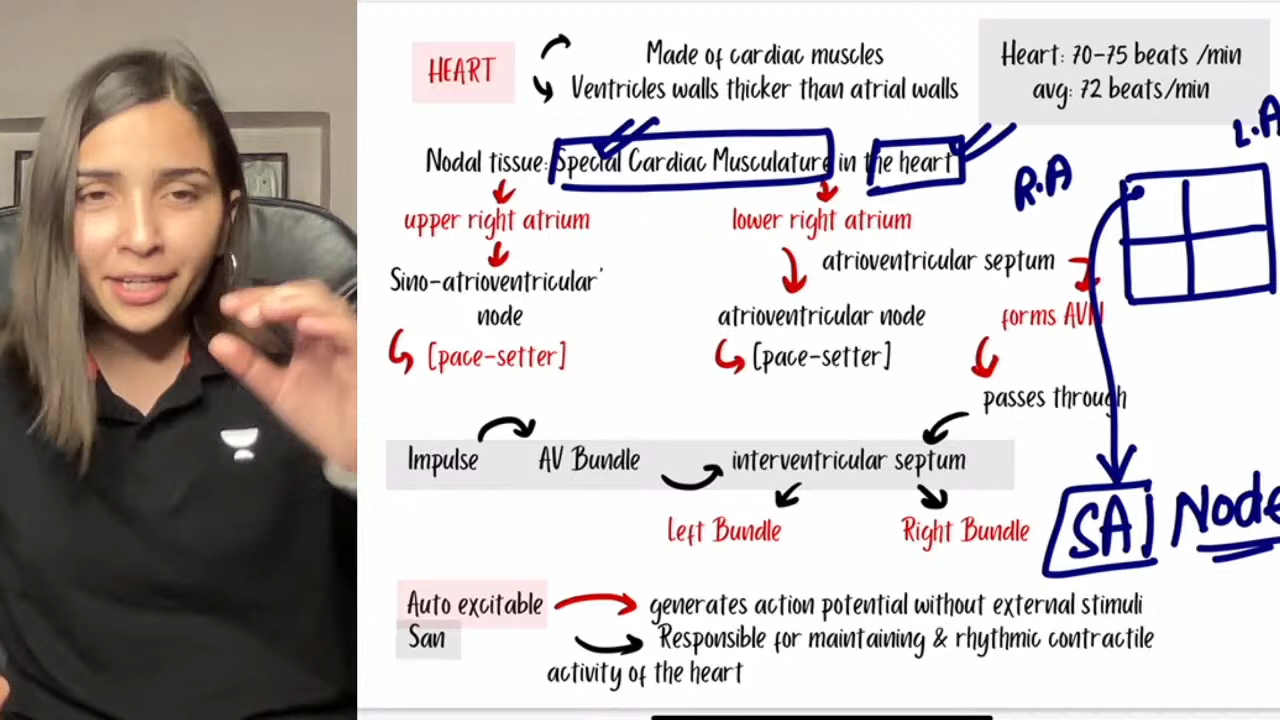 HEART
Made of cardiac muscles
Ventricles walls thicker than atrial walls
Heart: 70-75 beats /min
avg: 72 beats/min
L.A
R.A
Nodal tissue: Special Cardiac Musculature in the heart
upper right atrium
lower right atrium
Sino-atrioventricular'
node
[pace-setter]
atrioventricular node
[pace-setter]
atrioventricular septum
forms AVN
passes through
Impulse
AV Bundle
interventricular septum
Left Bundle
Right Bundle
SA Node
Auto excitable
generates action potential without external stimuli
San
Responsible for maintaining & rhythmic contractile
activity of the heart